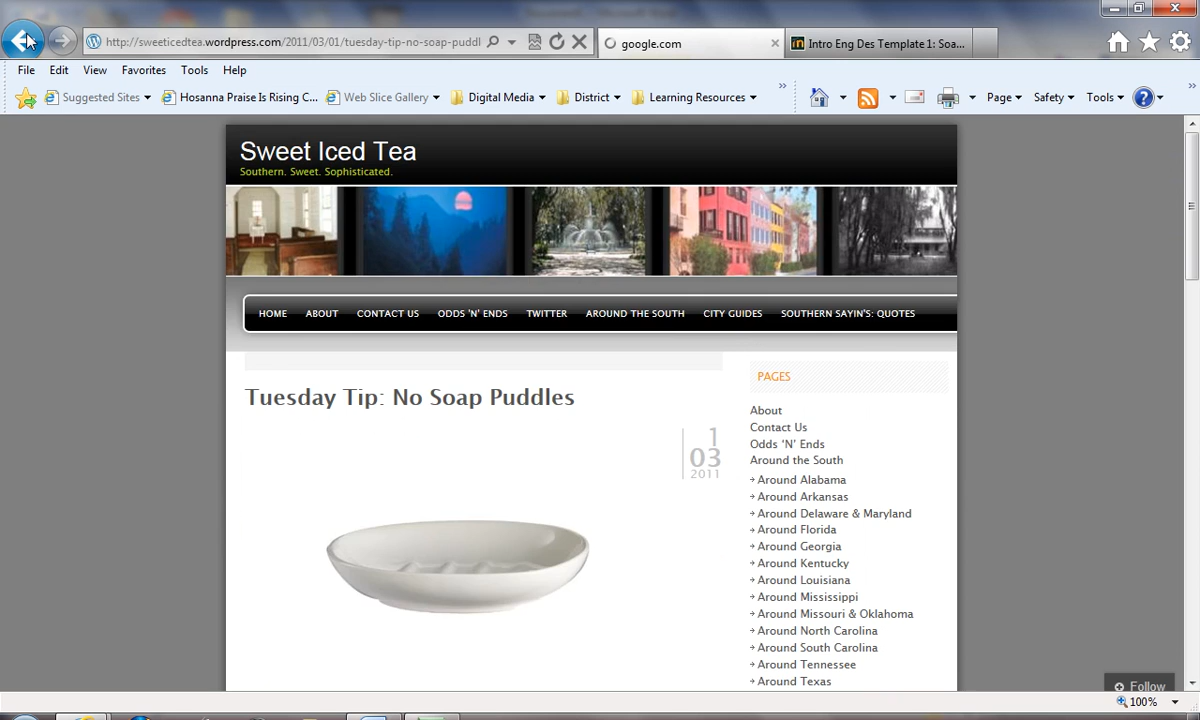 http://sweeticedtea.wordpress.com/2011/03/01/tuesday-tip-no-soap-puddl
google.com
Intro Eng Des Template 1: Soa...
File Edit View Favorites Tools Help
Suggested Sites Hosanna Praise Is Rising C... Web Slice Gallery Digital Media District Learning Resources » Page Safety Tools »
Sweet Iced Tea
Southern. Sweet. Sophisticated.
HOME ABOUT CONTACT US ODDS 'N' ENDS TWITTER AROUND THE SOUTH CITY GUIDES SOUTHERN SAYIN'S: QUOTES
Tuesday Tip: No Soap Puddles
1
03
2011
PAGES
About
Contact Us
Odds 'N' Ends
Around the South
Around Alabama
Around Arkansas
Around Delaware & Maryland
Around Florida
Around Georgia
Around Kentucky
Around Louisiana
Around Mississippi
Around Missouri & Oklahoma
Around North Carolina
Around South Carolina
Around Tennessee
Around Texas
Follow
100%